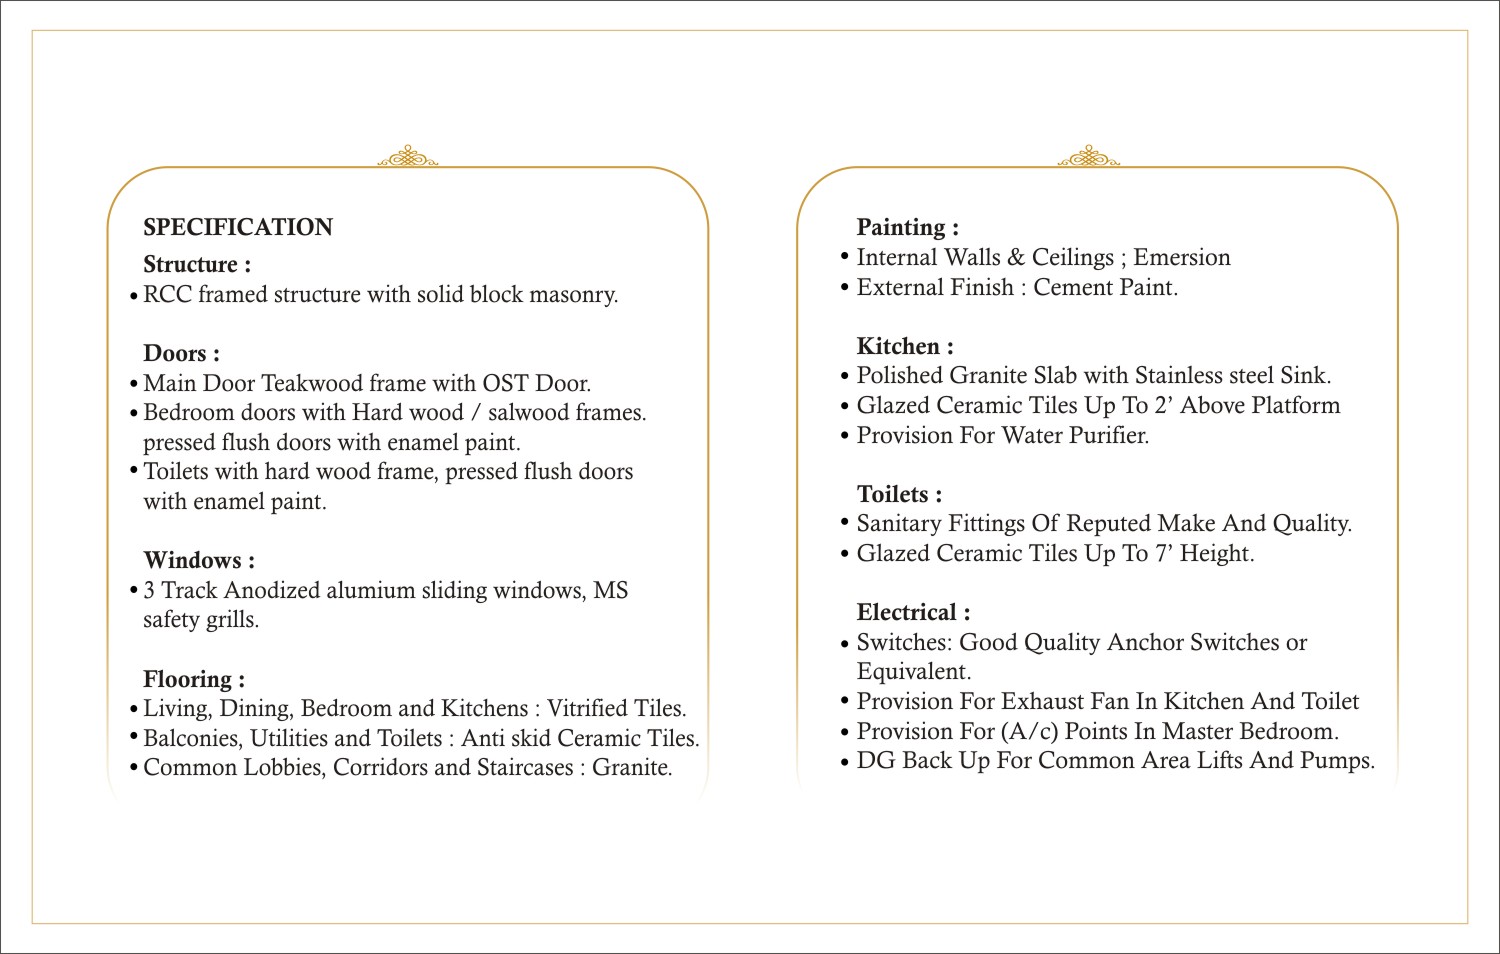 SPECIFICATION
Structure :
• RCC framed structure with solid block masonry.
Doors :
• Main Door Teakwood frame with OST Door.
• Bedroom doors with Hard wood / salwood frames.
pressed flush doors with enamel paint.
• Toilets with hard wood frame, pressed flush doors
with enamel paint.
Windows :
• 3 Track Anodized alumium sliding windows, MS
safety grills.
Flooring :
• Living, Dining, Bedroom and Kitchens : Vitrified Tiles.
• Balconies, Utilities and Toilets : Anti skid Ceramic Tiles.
• Common Lobbies, Corridors and Staircases : Granite.
Painting :
• Internal Walls & Ceilings ; Emersion
• External Finish : Cement Paint.
Kitchen :
• Polished Granite Slab with Stainless steel Sink.
• Glazed Ceramic Tiles Up To 2’ Above Platform
• Provision For Water Purifier.
Toilets :
• Sanitary Fittings Of Reputed Make And Quality.
• Glazed Ceramic Tiles Up To 7’ Height.
Electrical :
• Switches: Good Quality Anchor Switches or
Equivalent.
• Provision For Exhaust Fan In Kitchen And Toilet
• Provision For (A/c) Points In Master Bedroom.
• DG Back Up For Common Area Lifts And Pumps.